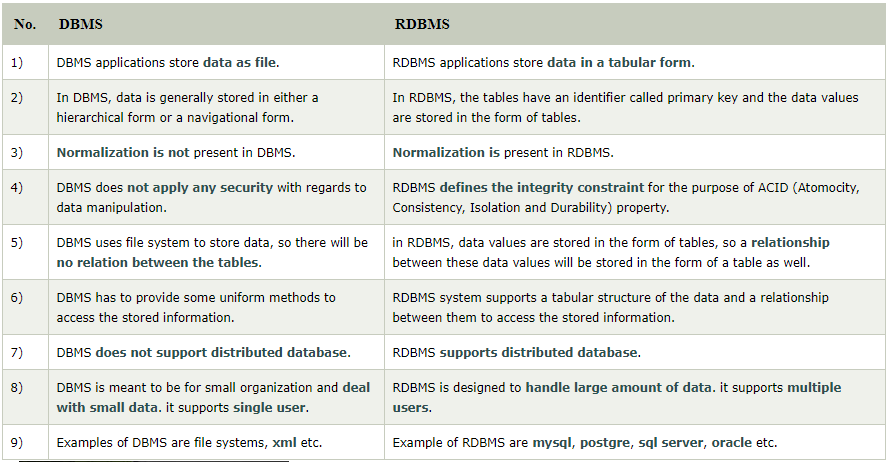 No. DBMS RDBMS
1) DBMS applications store data as file. RDBMS applications store data in a tabular form.
2) In DBMS, data is generally stored in either a
hierarchical form or a navigational form.
In RDBMS, the tables have an identifier called primary key and the data values
are stored in the form of tables.
3) Normalization is not present in DBMS. Normalization is present in RDBMS.
4) DBMS does not apply any security with regards to
data manipulation.
RDBMS defines the integrity constraint for the purpose of ACID (Atomocity,
Consistency, Isolation and Durability) property.
5) DBMS uses file system to store data, so there will be
no relation between the tables.
in RDBMS, data values are stored in the form of tables, so a relationship
between these data values will be stored in the form of a table as well.
6) DBMS has to provide some uniform methods to
access the stored information.
RDBMS system supports a tabular structure of the data and a relationship
between them to access the stored information.
7) DBMS does not support distributed database. RDBMS supports distributed database.
8) DBMS is meant to be for small organization and deal
with small data. it supports single user.
RDBMS is designed to handle large amount of data. it supports multiple
users.
9) Examples of DBMS are file systems, xml etc. Example of RDBMS are mysql, postgre, sql server, oracle etc.